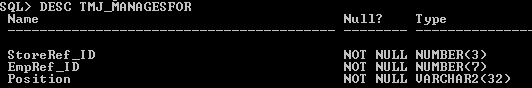 SQL> DESC TMJ_MANAGESFOR
Name Null? Type
----------------------------------------- -------- ----------------------------
StoreRef_ID NOT NULL NUMBER(3)
EmpRef_ID NOT NULL NUMBER(7)
Position NOT NULL VARCHAR2(32)